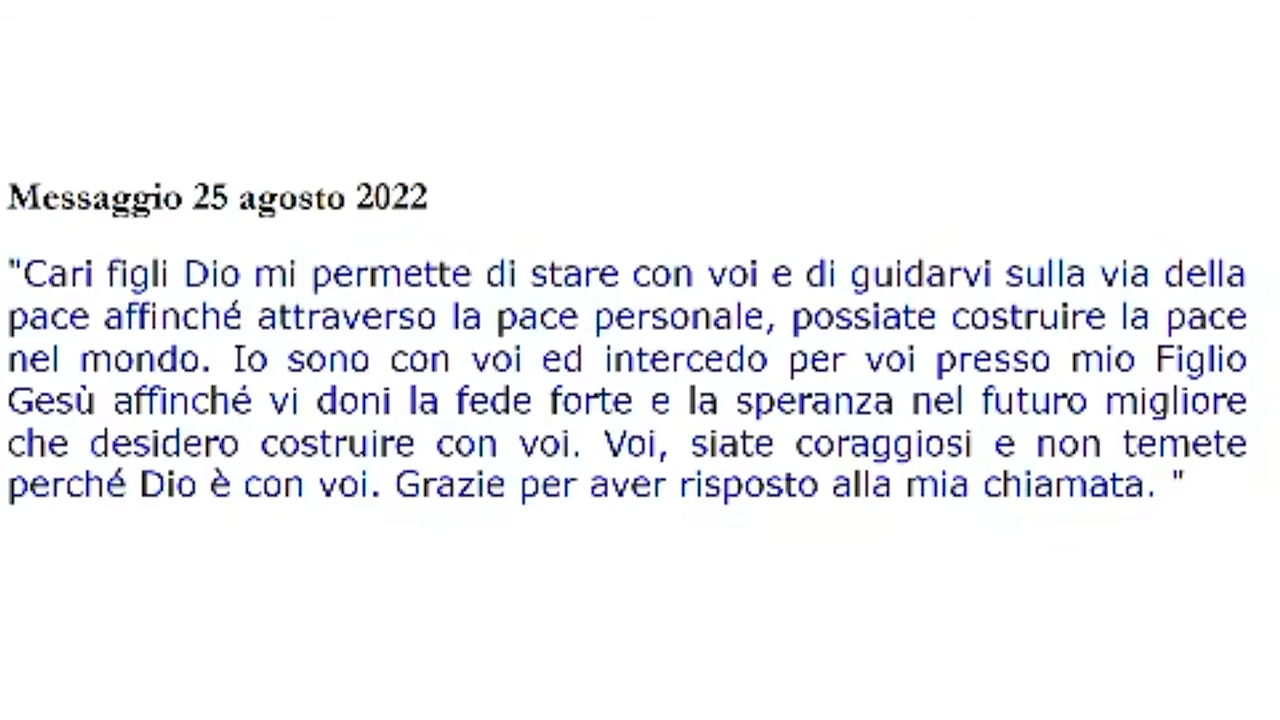 Messaggio 25 agosto 2022
"Cari figli Dio mi permette di stare con voi e di guidarvi sulla via della
pace affinché attraverso la pace personale, possiate costruire la pace
nel mondo. Io sono con voi ed intercedo per voi presso mio Figlio
Gesù affinché vi doni la fede forte e la speranza nel futuro migliore
che desidero costruire con voi. Voi, siate coraggiosi e non temete
perché Dio è con voi. Grazie per aver risposto alla mia chiamata. "